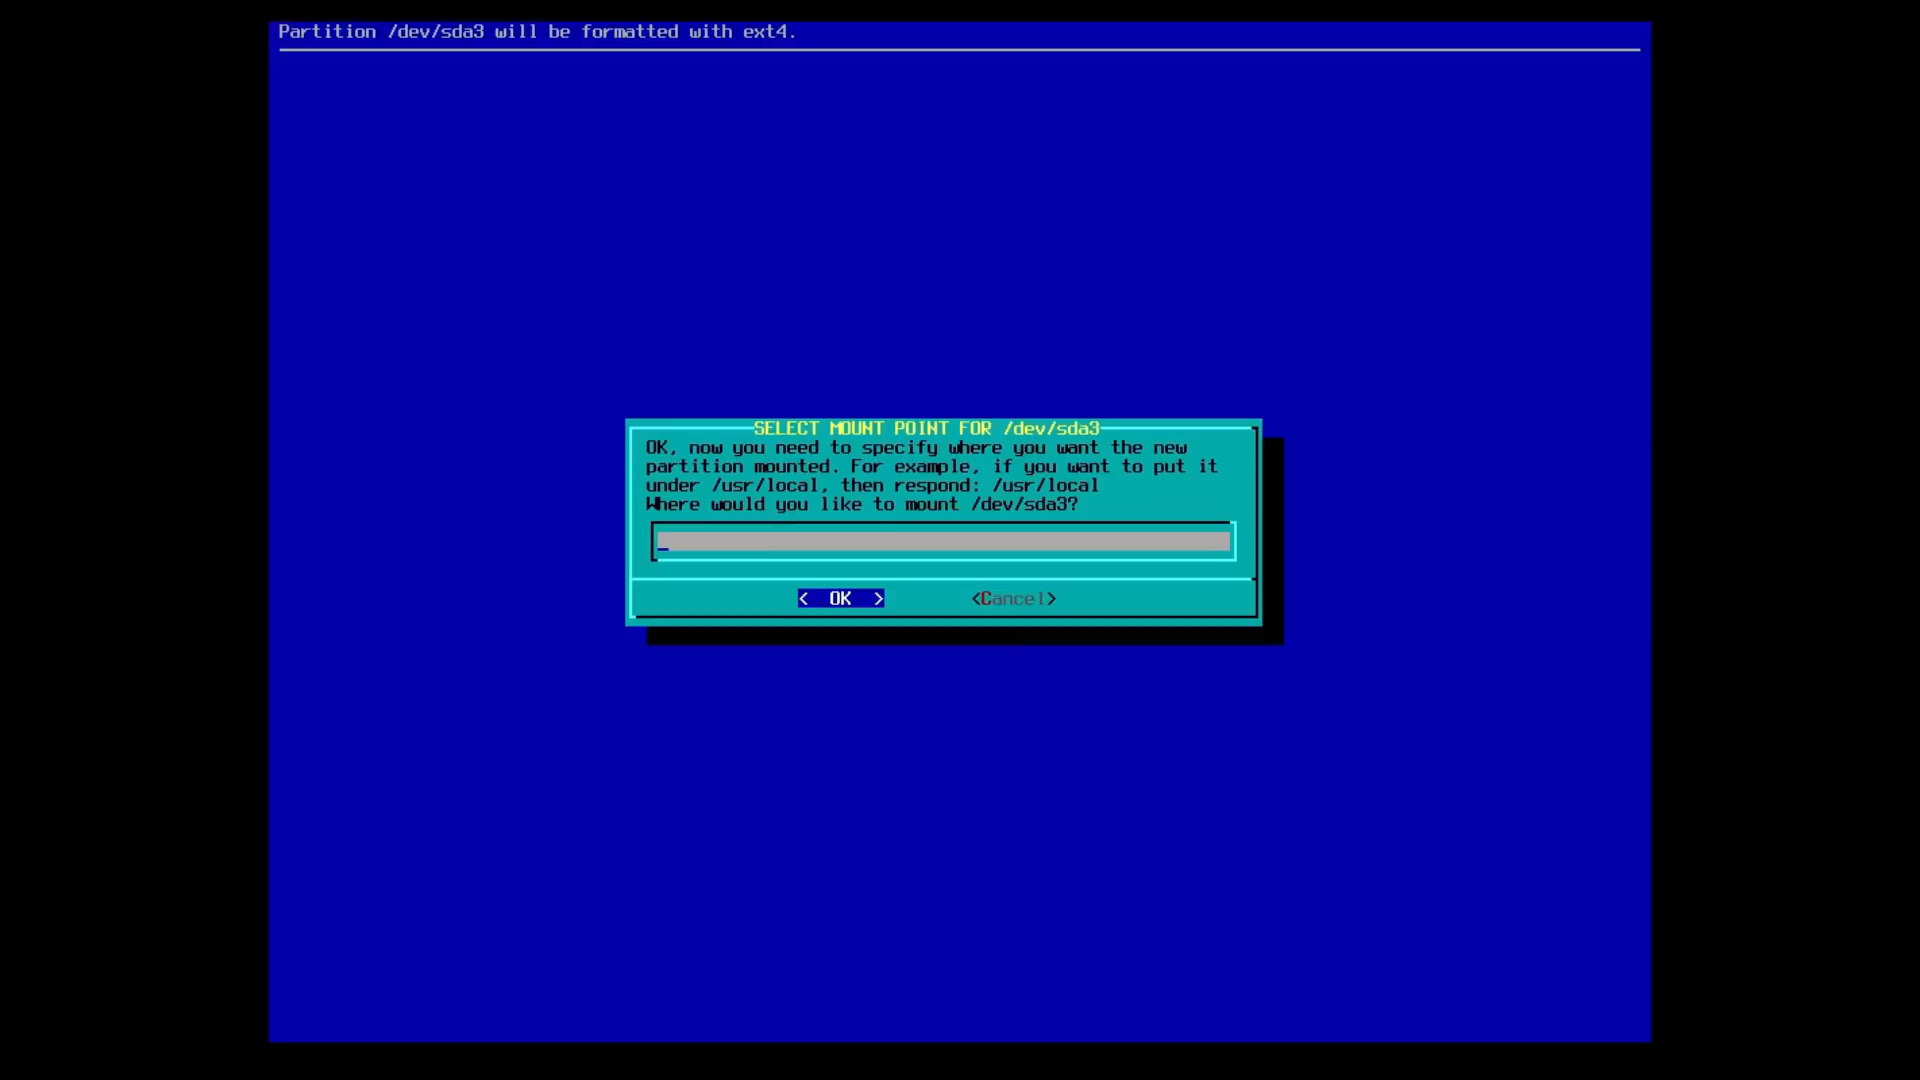 Partition /dev/sda3 will be formatted with ext4.
SELECT MOUNT POINT FOR /dev/sda3
OK, now you need to specify where you want the new
partition mounted. For example, if you want to put it
under /usr/local, then respond: /usr/local
Where would you like to mount /dev/sda3?
< OK > <Cancel>